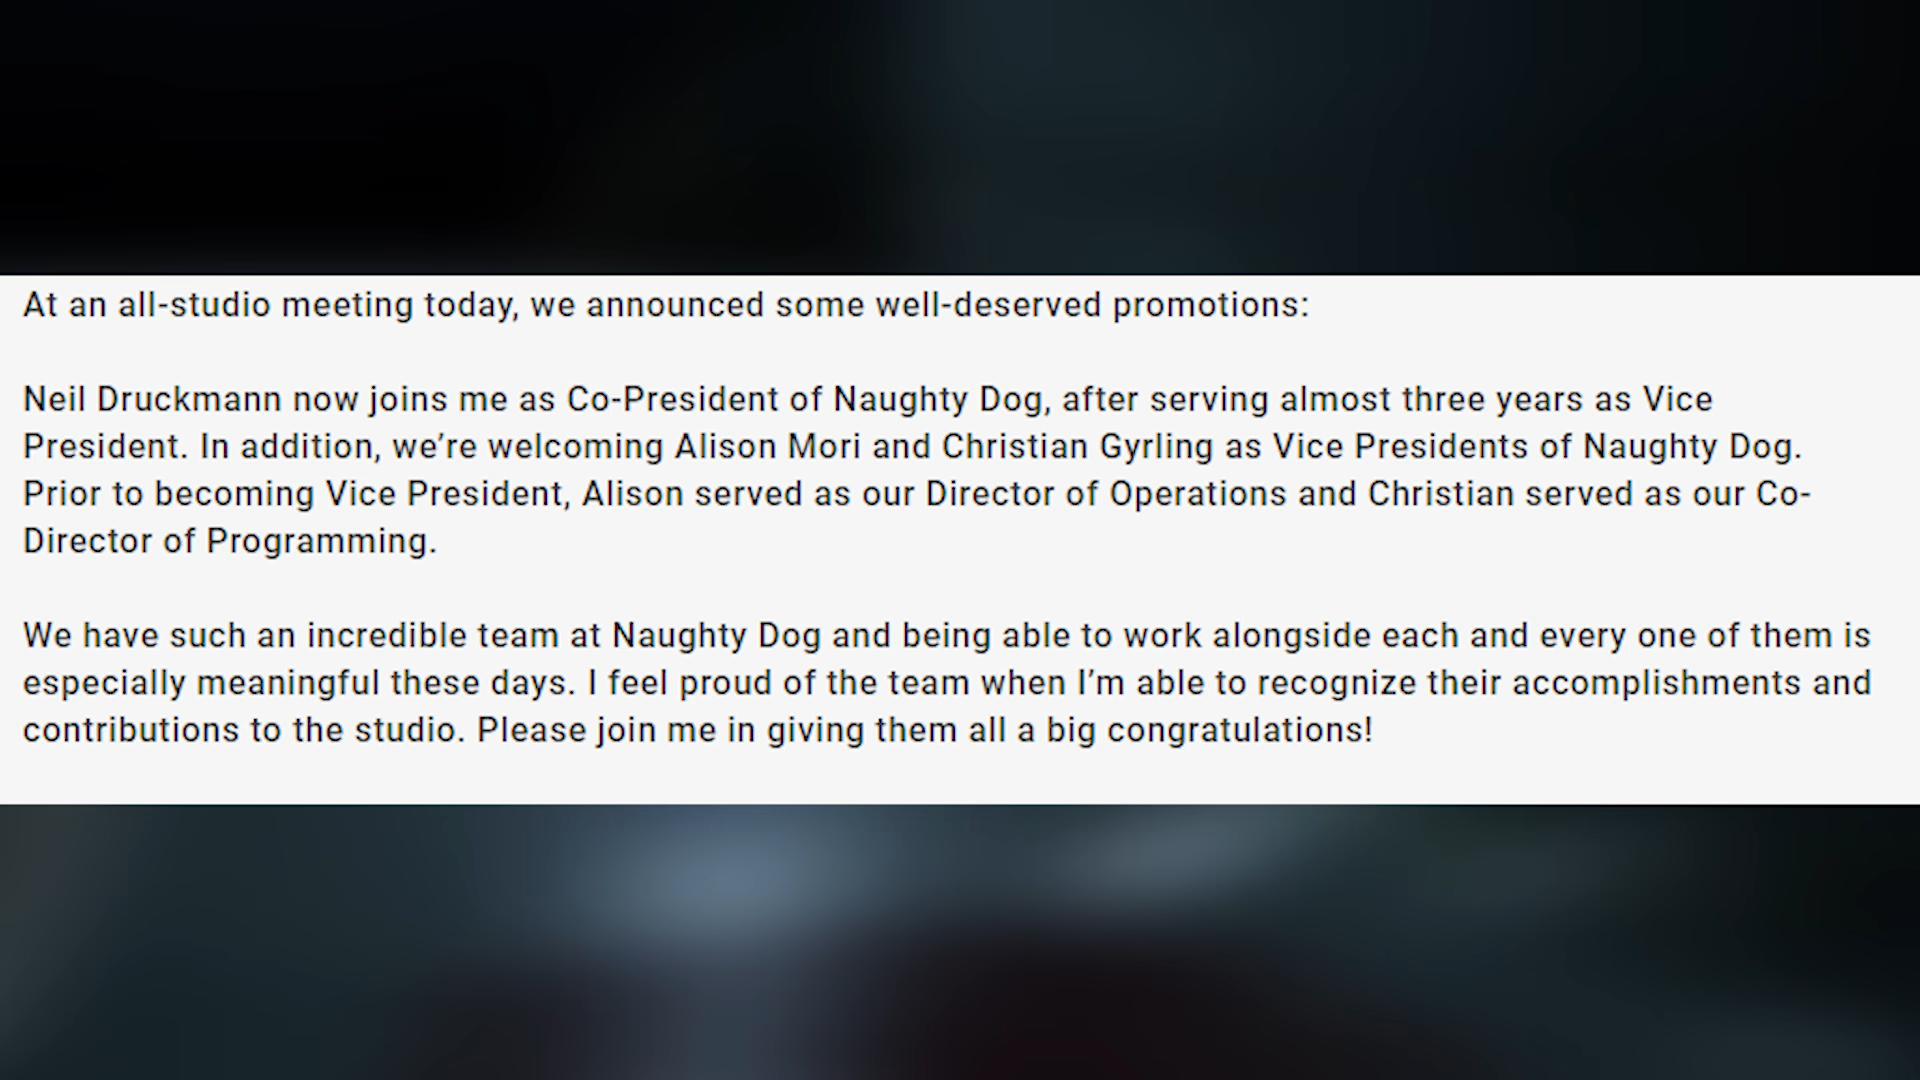 At an all-studio meeting today, we announced some well-deserved promotions:
Neil Druckmann now joins me as Co-President of Naughty Dog, after serving almost three years as Vice
President. In addition, we’re welcoming Alison Mori and Christian Gyrling as Vice Presidents of Naughty Dog.
Prior to becoming Vice President, Alison served as our Director of Operations and Christian served as our Co-
Director of Programming.
We have such an incredible team at Naughty Dog and being able to work alongside each and every one of them is
especially meaningful these days. I feel proud of the team when I’m able to recognize their accomplishments and
contributions to the studio. Please join me in giving them all a big congratulations!